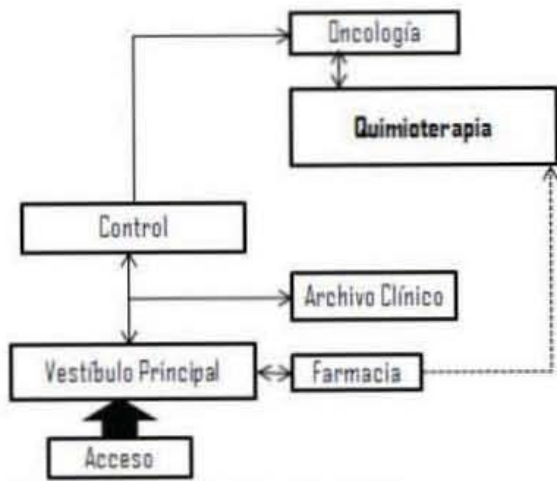 Oncología
Quimioterapia
Control
Archivo Clínico
Vestíbulo Principal
Farmacia
Acceso